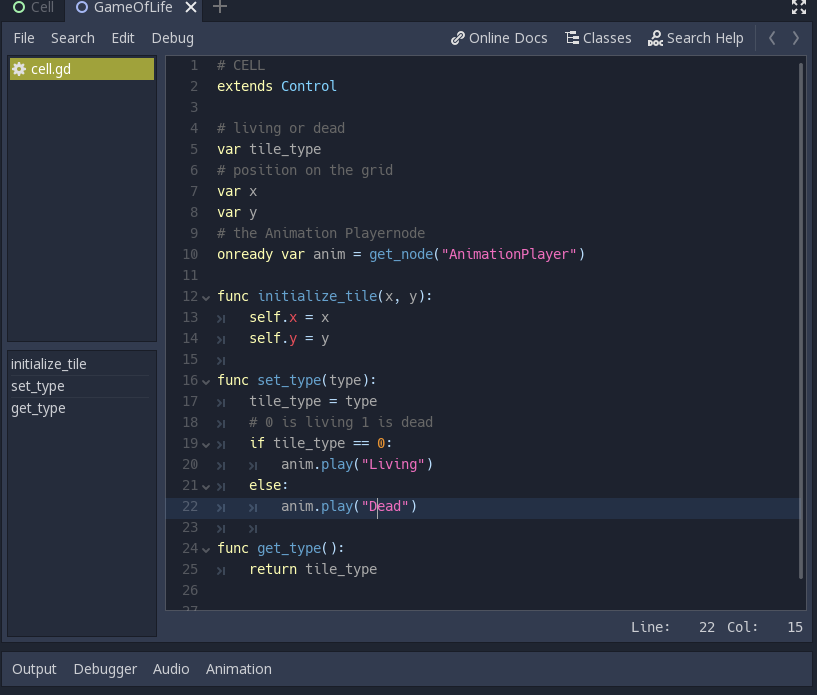 Cell GameOfLife
File Search Edit Debug Online Docs Classes Search Help
cell.gd
initialize_tile
set_type
get_type
1 # CELL
2 extends Control
3
4 # living or dead
5 var tile_type
6 # position on the grid
7 var x
8 var y
9 # the Animation Playernode
10 onready var anim = get_node("AnimationPlayer")
11
12 func initialize_tile(x, y):
13 self.x = x
14 self.y = y
15
16 func set_type(type):
17 tile_type = type
18 # 0 is living 1 is dead
19 if tile_type == 0:
20 anim.play("Living")
21 else:
22 anim.play("Dead")
23
24 func get_type():
25 return tile_type
26
27
Line: 22 Col: 15
Output Debugger Audio Animation